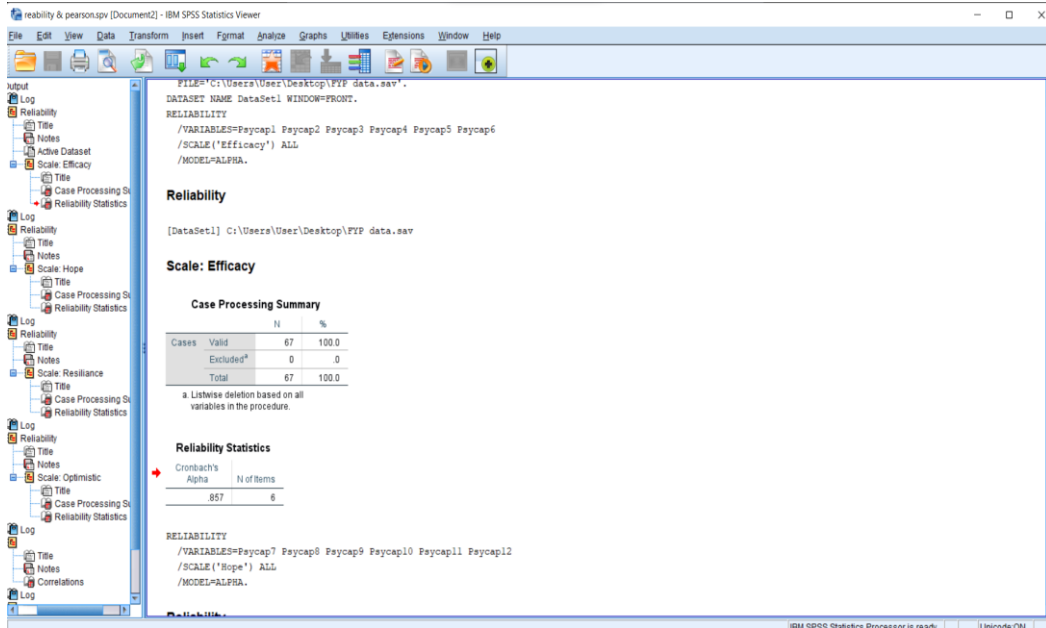 reability & pearson.spv [Document2] - IBM SPSS Statistics Viewer
File Edit View Data Transform Insert Format Analyze Graphs Utilities Extensions Window Help
Output
Log
Reliability
Title
Notes
Active Dataset
Scale: Efficacy
Title
Case Processing Su
Reliability Statistics
Log
Reliability
Title
Notes
Scale: Hope
Title
Case Processing Su
Reliability Statistics
Log
Reliability
Title
Notes
Scale: Resiliance
Title
Case Processing Su
Reliability Statistics
Log
Reliability
Title
Notes
Scale: Optimistic
Title
Case Processing Su
Reliability Statistics
Log
Title
Notes
Correlations
Log
FILE='C:\Users\User\Desktop\FYP data.sav'.
DATASET NAME DataSet1 WINDOW=FRONT.
RELIABILITY
/VARIABLES=Psycap1 Psycap2 Psycap3 Psycap4 Psycap5 Psycap6
/SCALE('Efficacy') ALL
/MODEL=ALPHA.
Reliability
[DataSet1] C:\Users\User\Desktop\FYP data.sav
Scale: Efficacy
Case Processing Summary
N %
Cases Valid 67 100.0
Excludedᵃ 0 .0
Total 67 100.0
a. Listwise deletion based on all
variables in the procedure.
Reliability Statistics
Cronbach's
Alpha N of Items
.857 6
RELIABILITY
/VARIABLES=Psycap7 Psycap8 Psycap9 Psycap10 Psycap11 Psycap12
/SCALE('Hope') ALL
/MODEL=ALPHA.
Reliability
IBM SPSS Statistics Processor is ready Unicode:ON